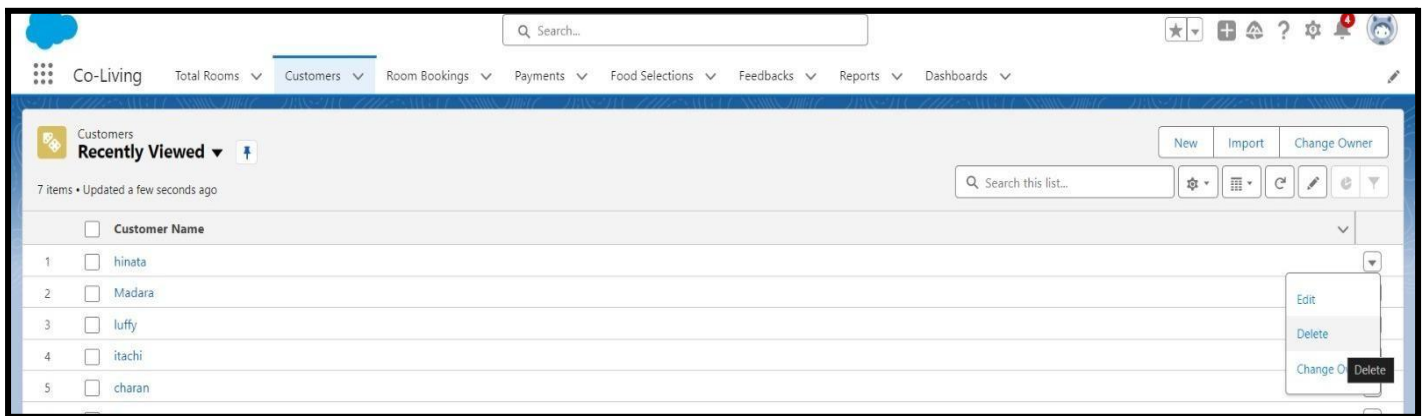 Search...
4
Co-Living Total Rooms Customers Room Bookings Payments Food Selections Feedbacks Reports Dashboards
Customers
Recently Viewed
New Import Change Owner
7 items • Updated a few seconds ago
Search this list...
Customer Name
1 hinata
2 Madara
Edit
3 luffy
Delete
4 itachi
Change O
Delete
5 charan